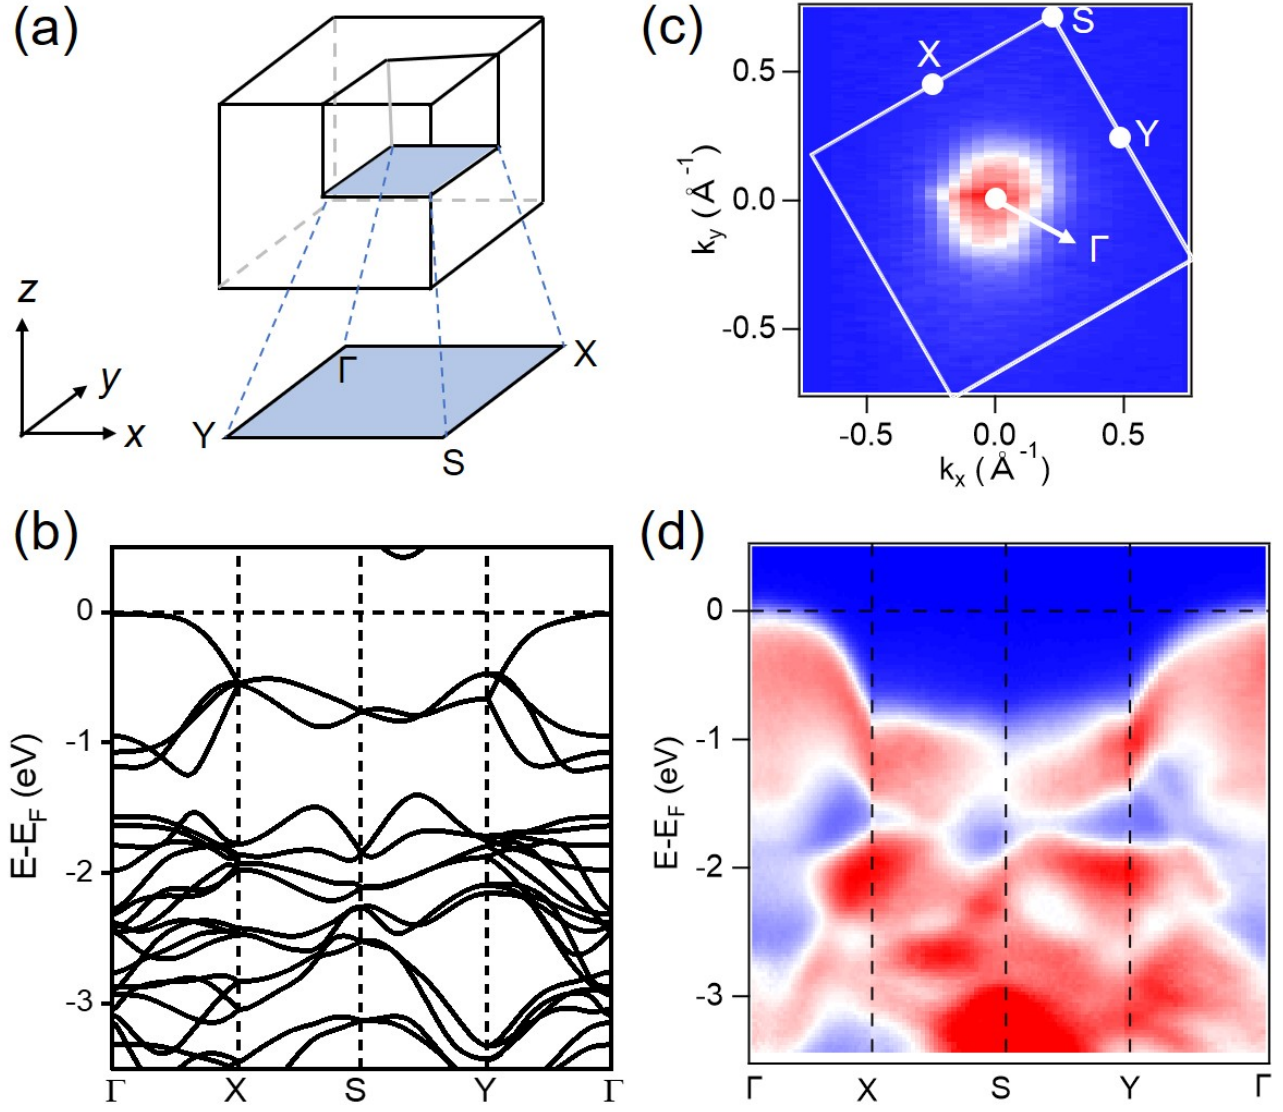 (a)
z
y
x
Γ
X
Y
S
(c)
S
X
Y
Γ
0.5
0.0
-0.5
k_y ( Å^-1)
-0.5 0.0 0.5
k_x ( Å^-1)
(b)
0
-1
-2
-3
E-E_F (eV)
Γ X S Y Γ
(d)
0
-1
-2
-3
E-E_F (eV)
Γ X S Y Γ